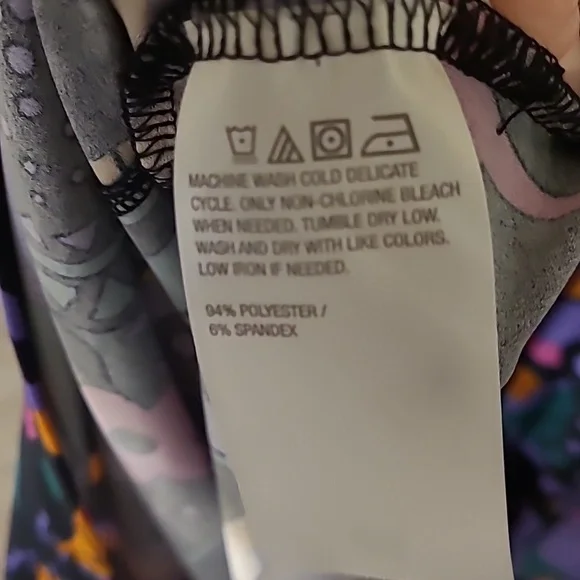 MACHINE WASH COLD DELICATE
CYCLE. ONLY NON-CHLORINE BLEACH
WHEN NEEDED. TUMBLE DRY LOW.
WASH AND DRY WITH LIKE COLORS.
LOW IRON IF NEEDED.
94% POLYESTER /
6% SPANDEX